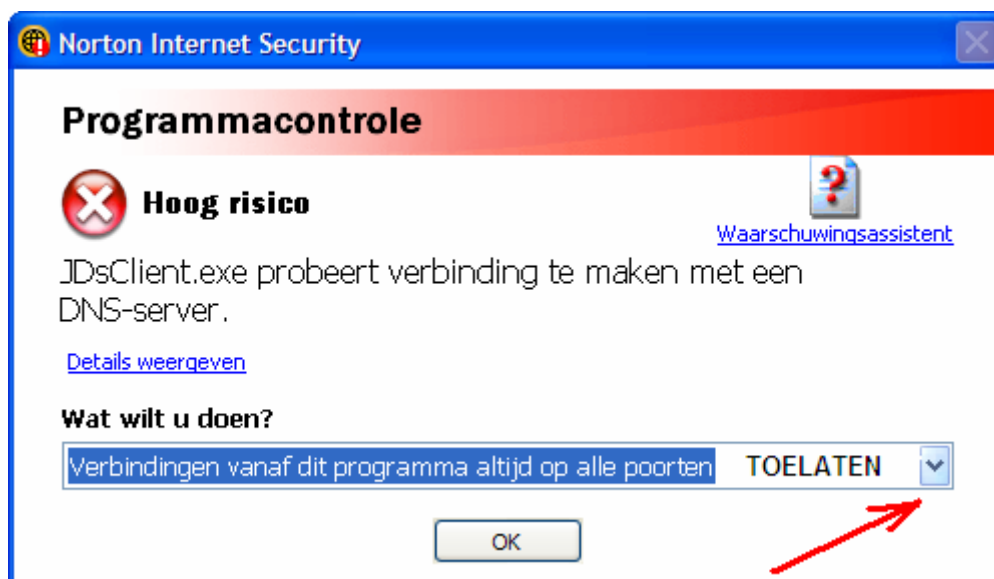 Norton Internet Security
Programmacontrole
Hoog risico
Waarschuwingsassistent
JDsClient.exe probeert verbinding te maken met een
DNS-server.
Details weergeven
Wat wilt u doen?
Verbindingen vanaf dit programma altijd op alle poorten TOELATEN
OK